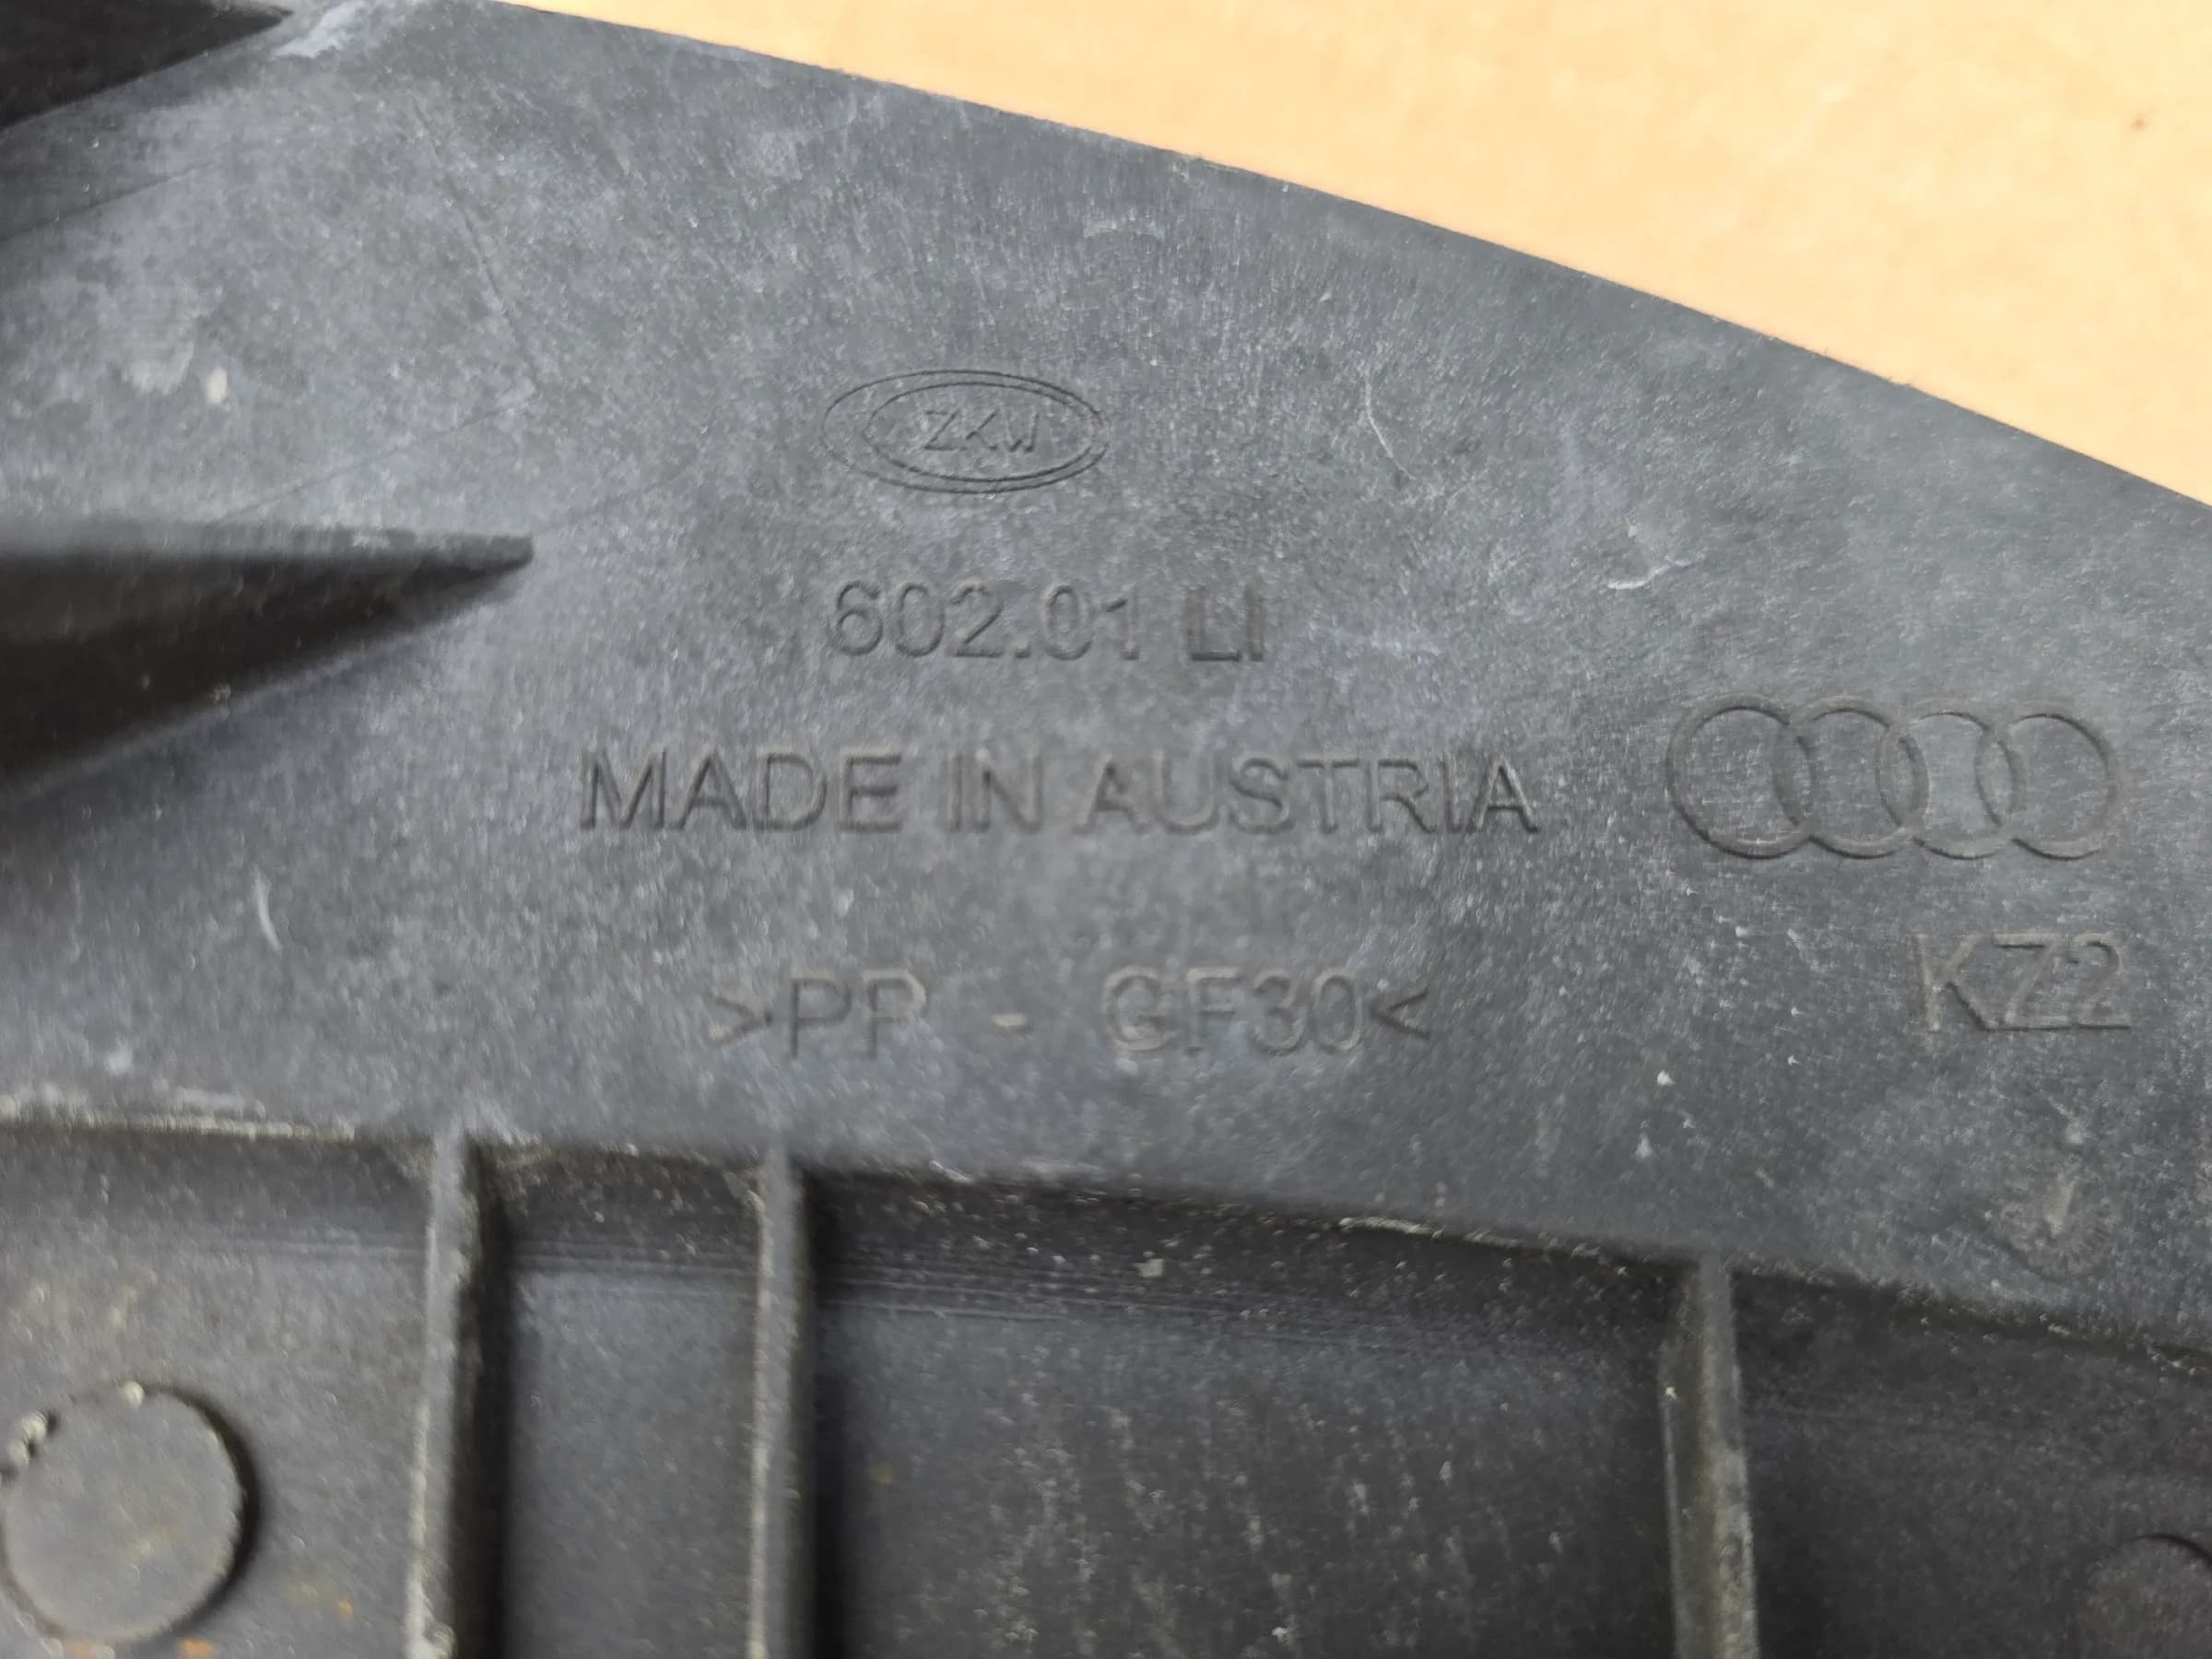 ZKW
602.01 LI
MADE IN AUSTRIA
>PP - GF30<
KZ2